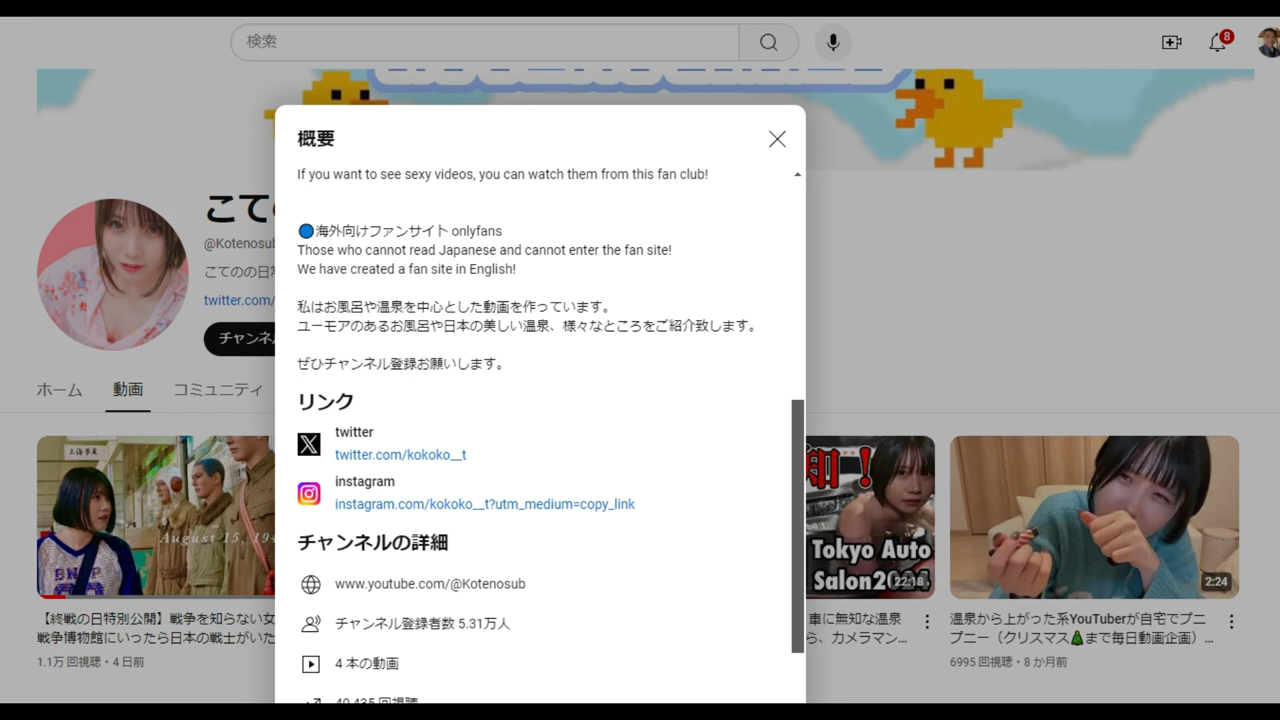 検索
8
概要
If you want to see sexy videos, you can watch them from this fan club!
🔵海外向けファンサイト onlyfans
Those who cannot read Japanese and cannot enter the fan site!
We have created a fan site in English!
私はお風呂や温泉を中心とした動画を作っています。
ユーモアのあるお風呂や日本の美しい温泉、様々なところをご紹介致します。
ぜひチャンネル登録お願いします。
リンク
twitter
twitter.com/kokoko__t
instagram
instagram.com/kokoko__t?utm_medium=copy_link
チャンネルの詳細
www.youtube.com/@Kotenosub
チャンネル登録者数 5.31万人
4 本の動画
40,435 回視聴
こての
@Kotenosub
こてのの日常
twitter.com/
チャンネル
ホーム
動画
コミュニティ
August 15, 194
【終戦の日特別公開】戦争を知らない女
戦争博物館にいったら日本の戦士がいた
1.1万 回視聴・4 日前
知！
Tokyo Auto
Salon2024
22:18
車に無知な温泉
ら、カメラマン...
2:24
温泉から上がった系YouTuberが自宅でプニ
プニー（クリスマス🎄まで毎日動画企画）...
6995 回視聴・8 か月前